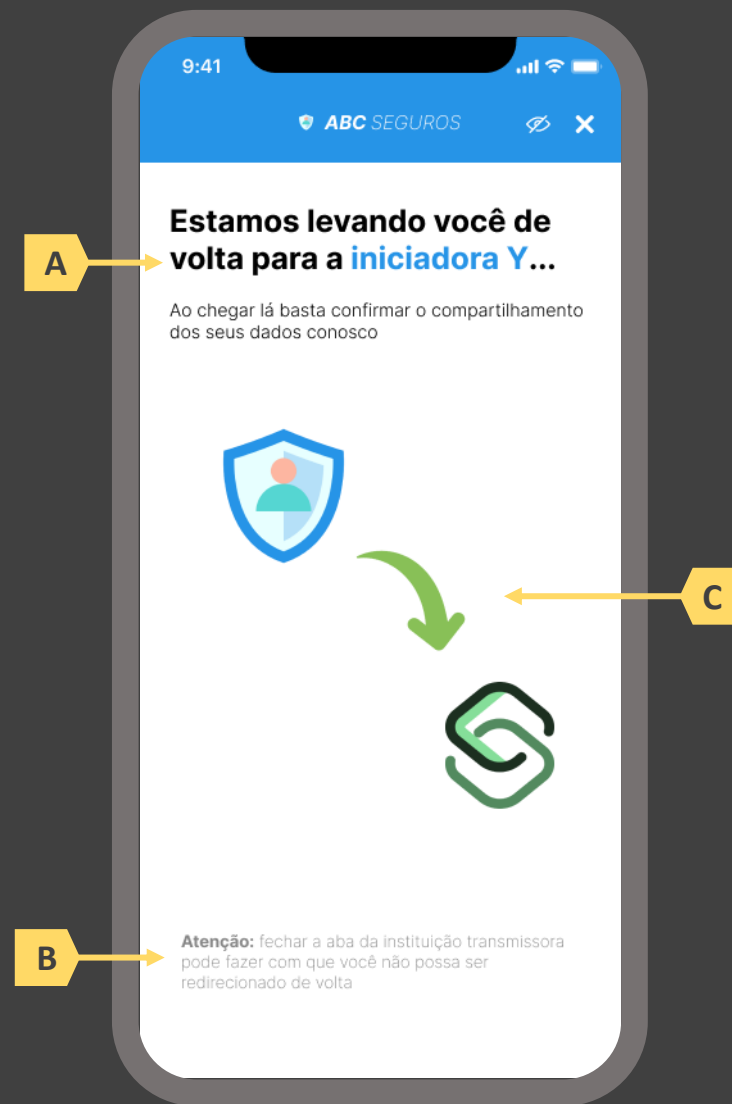 9:41
ABC SEGUROS
Estamos levando você de
volta para a iniciadora Y...
A
Ao chegar lá basta confirmar o compartilhamento
dos seus dados conosco
C
Atenção: fechar a aba da instituição transmissora
B
pode fazer com que você não possa ser
redirecionado de volta